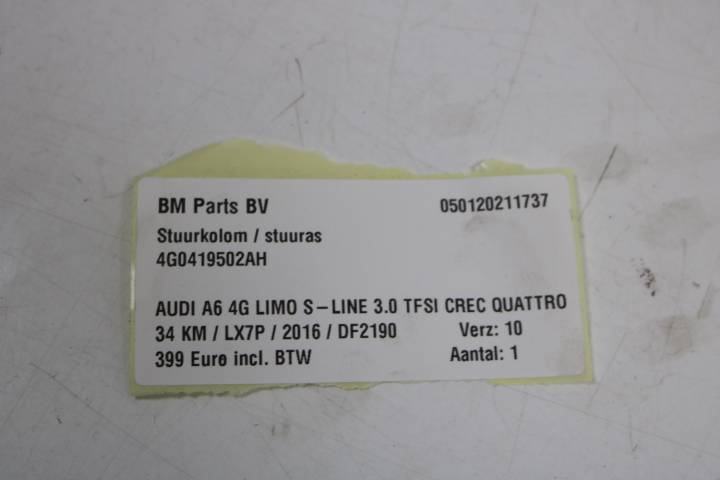 BM Parts BV 050120211737
Stuurkolom / stuuras
4G0419502AH
AUDI A6 4G LIMO S-LINE 3.0 TFSI CREC QUATTRO
34 KM / LX7P / 2016 / DF2190 Verz: 10
399 Euro incl. BTW Aantal: 1